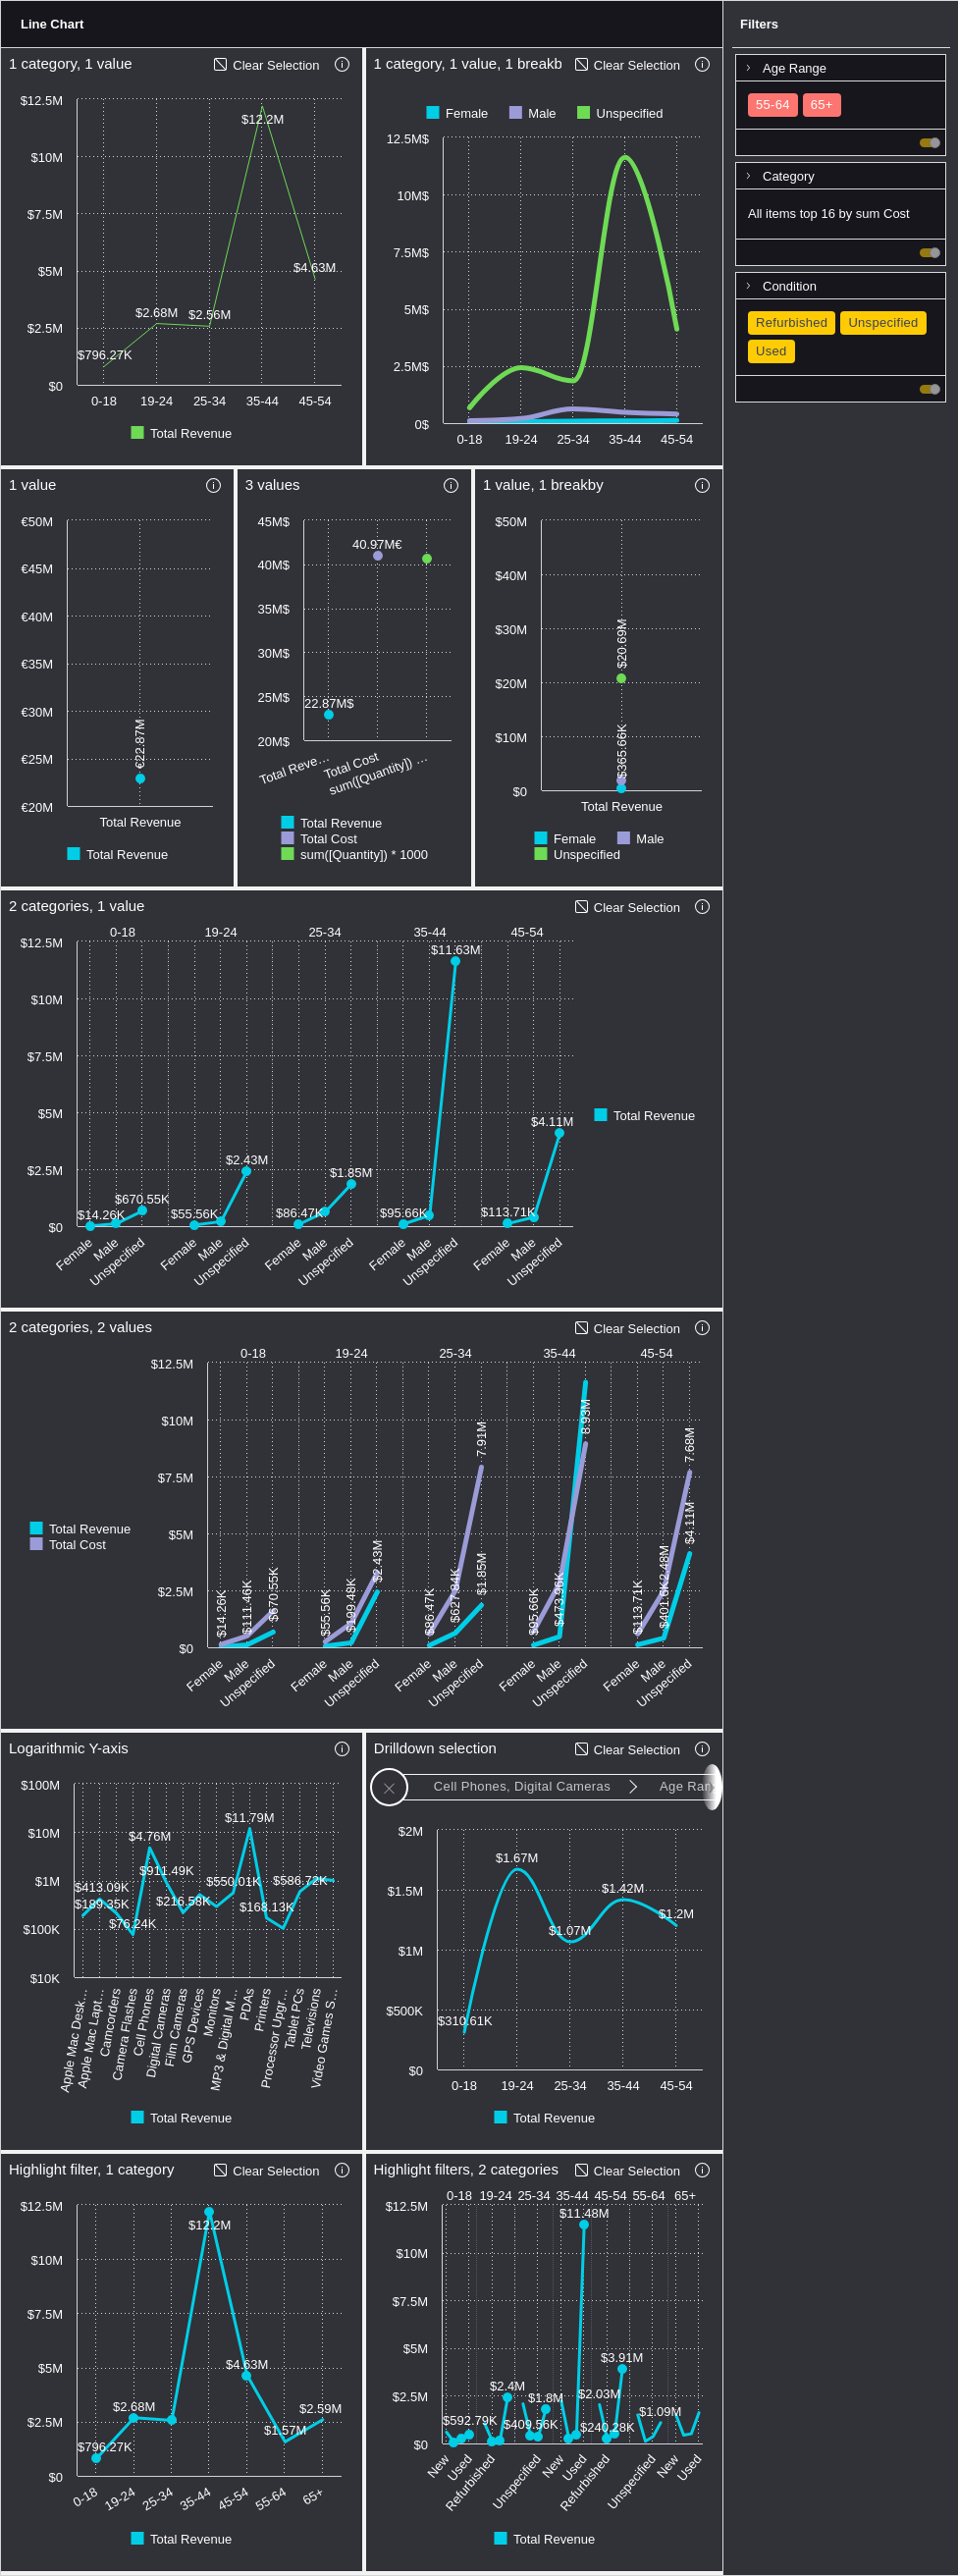 Line Chart
Filters
1 category, 1 value
Clear Selection
$12.5M
$10M
$7.5M
$5M
$2.5M
$0
$796.27K
$2.68M
$2.56M
$12.2M
$4.63M
0-18 19-24 25-34 35-44 45-54
Total Revenue
1 category, 1 value, 1 breakb
Clear Selection
Female Male Unspecified
12.5M$
10M$
7.5M$
5M$
2.5M$
0$
0-18 19-24 25-34 35-44 45-54
Age Range
55-64 65+
Category
All items top 16 by sum Cost
Condition
Refurbished Unspecified
Used
1 value
€50M
€45M
€40M
€35M
€30M
€25M
€20M
€22.87M
Total Revenue
Total Revenue
3 values
45M$
40M$
35M$
30M$
25M$
20M$
40.97M€
22.87M$
Total Reve…
Total Cost
sum([Quantity]) …
Total Revenue
Total Cost
sum([Quantity]) * 1000
1 value, 1 breakby
$50M
$40M
$30M
$20M
$10M
$0
$20.69M
$365.66K
Total Revenue
Female Male
Unspecified
2 categories, 1 value
Clear Selection
0-18 19-24 25-34 35-44 45-54
$12.5M
$10M
$7.5M
$5M
$2.5M
$0
$14.26K
$670.55K
$55.56K
$2.43M
$86.47K
$1.85M
$95.66K
$11.63M
$113.71K
$4.11M
Female Male Unspecified Female Male Unspecified Female Male Unspecified Female Male Unspecified Female Male Unspecified
Total Revenue
2 categories, 2 values
Clear Selection
0-18 19-24 25-34 35-44 45-54
$12.5M
$10M
$7.5M
$5M
$2.5M
$0
Total Revenue
Total Cost
$14.26K
$111.46K
$670.55K
$55.56K
$199.48K
$2.43M
$86.47K
$627.84K
$1.85M
7.91M
$95.66K
$473.96K
8.93M
$113.71K
2.48M
$4.11M
7.68M
Female Male Unspecified Female Male Unspecified Female Male Unspecified Female Male Unspecified Female Male Unspecified
Logarithmic Y-axis
$100M
$10M
$1M
$100K
$10K
$189.35K
$413.09K
$76.24K
$4.76M
$911.49K
$216.58K
$550.01K
$11.79M
$168.13K
$586.72K
Apple Mac Desk…
Apple Mac Lapt…
Camcorders
Camera Flashes
Cell Phones
Digital Cameras
Film Cameras
GPS Devices
Monitors
MP3 & Digital M…
PDAs
Printers
Processor Upgr…
Tablet PCs
Televisions
Video Games S…
Total Revenue
Drilldown selection
Clear Selection
Cell Phones, Digital Cameras
Age Ran
$2M
$1.5M
$1M
$500K
$0
$310.61K
$1.67M
$1.07M
$1.42M
$1.2M
0-18 19-24 25-34 35-44 45-54
Total Revenue
Highlight filter, 1 category
Clear Selection
$12.5M
$10M
$7.5M
$5M
$2.5M
$0
$796.27K
$2.68M
$12.2M
$4.63M
$1.57M
$2.59M
0-18 19-24 25-34 35-44 45-54 55-64 65+
Total Revenue
Highlight filters, 2 categories
Clear Selection
0-18 19-24 25-34 35-44 45-54 55-64 65+
$12.5M
$10M
$7.5M
$5M
$2.5M
$0
$592.79K
$2.4M
$409.56K
$1.8M
$11.48M
$2.03M
$240.28K
$3.91M
$1.09M
New Used Refurbished Unspecified New Used Refurbished Unspecified New Used
Total Revenue